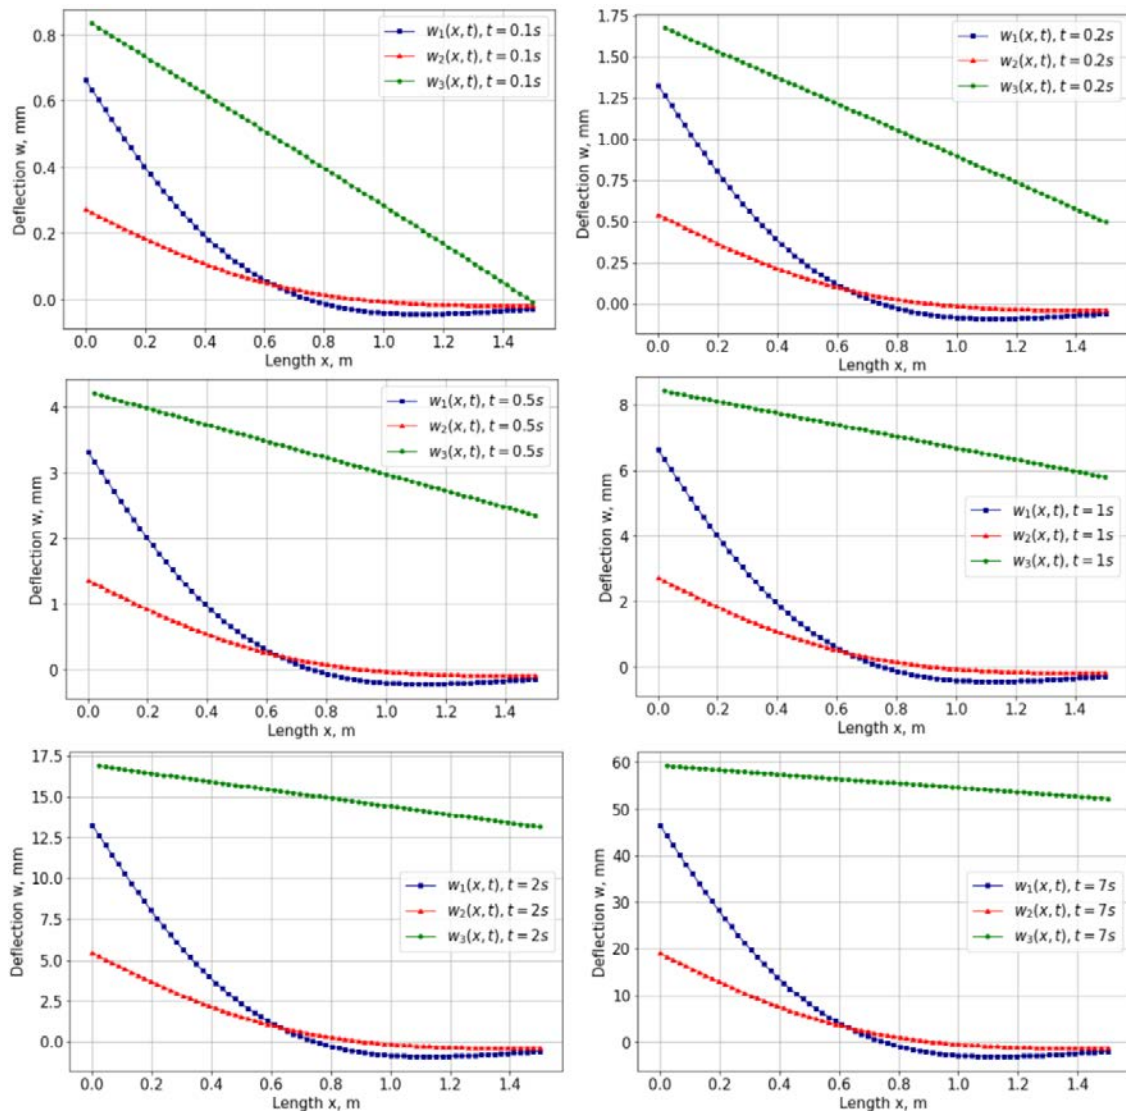 0.8
0.6
0.4
0.2
0.0
Deflection w, mm
w₁(x, t), t = 0.1s
w₂(x, t), t = 0.1s
w₃(x, t), t = 0.1s
0.0 0.2 0.4 0.6 0.8 1.0 1.2 1.4
Length x, m
1.75
1.50
1.25
1.00
0.75
0.50
0.25
0.00
Deflection w, mm
w₁(x, t), t = 0.2s
w₂(x, t), t = 0.2s
w₃(x, t), t = 0.2s
0.0 0.2 0.4 0.6 0.8 1.0 1.2 1.4
Length x, m
4
3
2
1
0
Deflection w, mm
w₁(x, t), t = 0.5s
w₂(x, t), t = 0.5s
w₃(x, t), t = 0.5s
0.0 0.2 0.4 0.6 0.8 1.0 1.2 1.4
Length x, m
8
6
4
2
0
Deflection w, mm
w₁(x, t), t = 1s
w₂(x, t), t = 1s
w₃(x, t), t = 1s
0.0 0.2 0.4 0.6 0.8 1.0 1.2 1.4
Length x, m
17.5
15.0
12.5
10.0
7.5
5.0
2.5
0.0
Deflection w, mm
w₁(x, t), t = 2s
w₂(x, t), t = 2s
w₃(x, t), t = 2s
0.0 0.2 0.4 0.6 0.8 1.0 1.2 1.4
Length x, m
60
50
40
30
20
10
0
Deflection w, mm
w₁(x, t), t = 7s
w₂(x, t), t = 7s
w₃(x, t), t = 7s
0.0 0.2 0.4 0.6 0.8 1.0 1.2 1.4
Length x, m